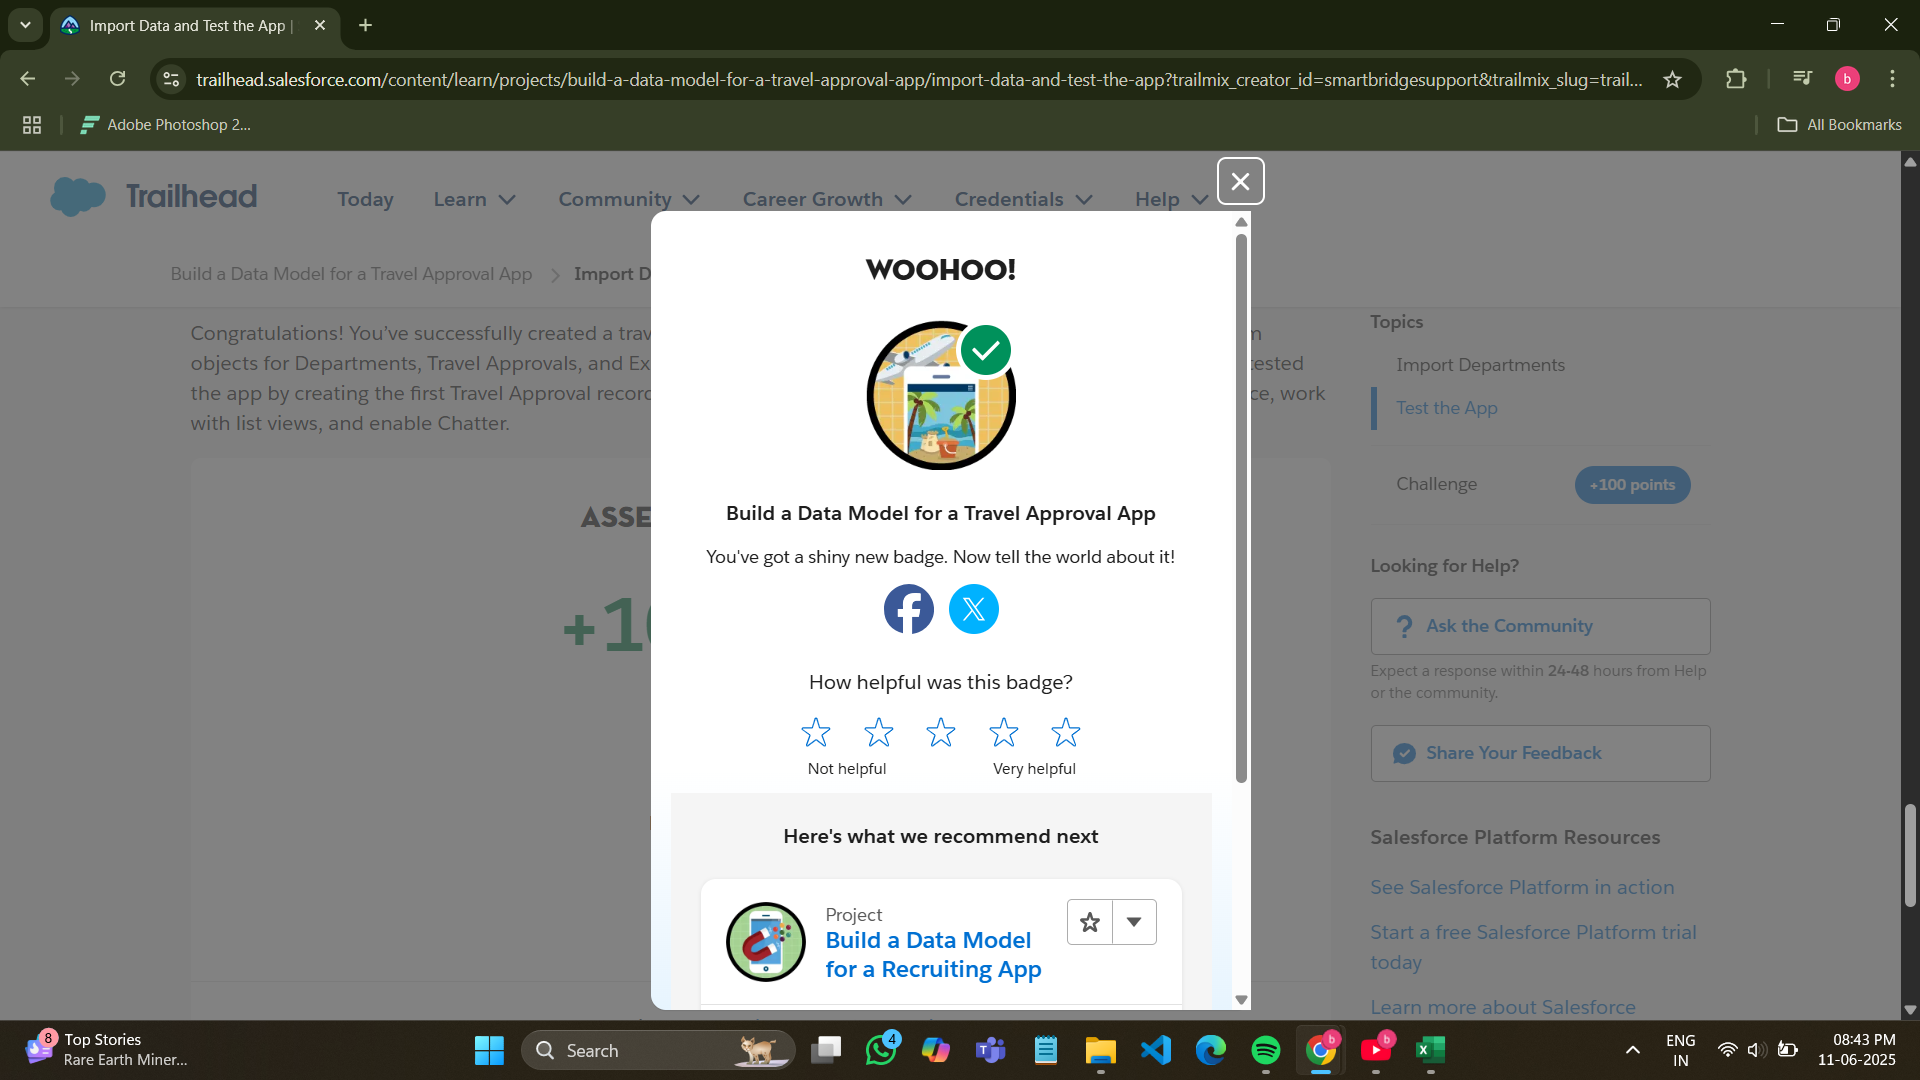 Import Data and Test the App |
trailhead.salesforce.com/content/learn/projects/build-a-data-model-for-a-travel-approval-app/import-data-and-test-the-app?trailmix_creator_id=smartbridgesupport&trailmix_slug=trail...
b
Adobe Photoshop 2...
All Bookmarks
Trailhead
Today
Learn
Community
Career Growth
Credentials
Help
Build a Data Model for a Travel Approval App
Import D
Congratulations! You've successfully created a trav
objects for Departments, Travel Approvals, and Ex
tested
the app by creating the first Travel Approval record
ce, work
with list views, and enable Chatter.
ASSE
+10
WOOHOO!
Build a Data Model for a Travel Approval App
You've got a shiny new badge. Now tell the world about it!
How helpful was this badge?
Not helpful
Very helpful
Here's what we recommend next
Project
Build a Data Model
for a Recruiting App
Topics
Import Departments
Test the App
Challenge
+100 points
Looking for Help?
? Ask the Community
Expect a response within 24-48 hours from Help
or the community.
Share Your Feedback
Salesforce Platform Resources
See Salesforce Platform in action
Start a free Salesforce Platform trial
today
Learn more about Salesforce
8
Top Stories
Rare Earth Miner...
Search
4
b
b
ENG
IN
08:43 PM
11-06-2025